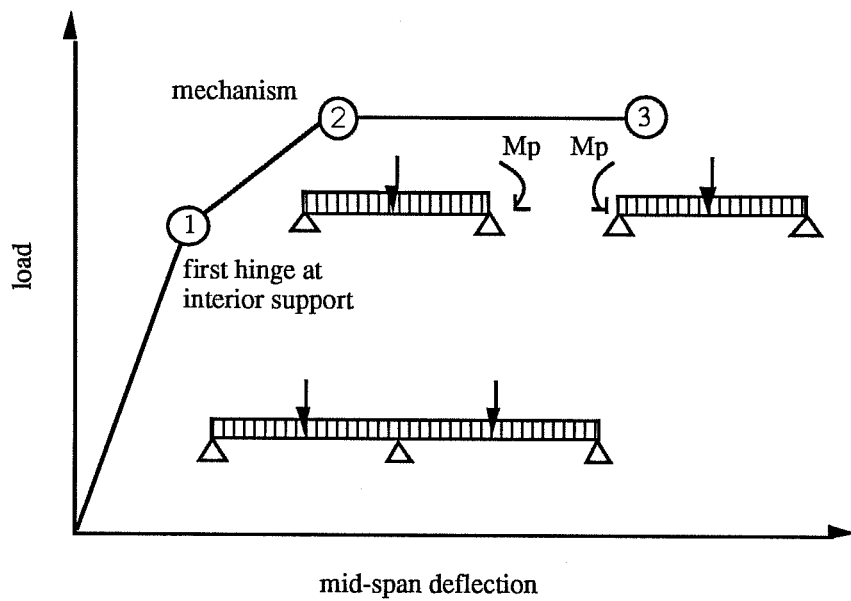 mechanism
2
3
Mp
Mp
1
first hinge at
interior support
load
mid-span deflection